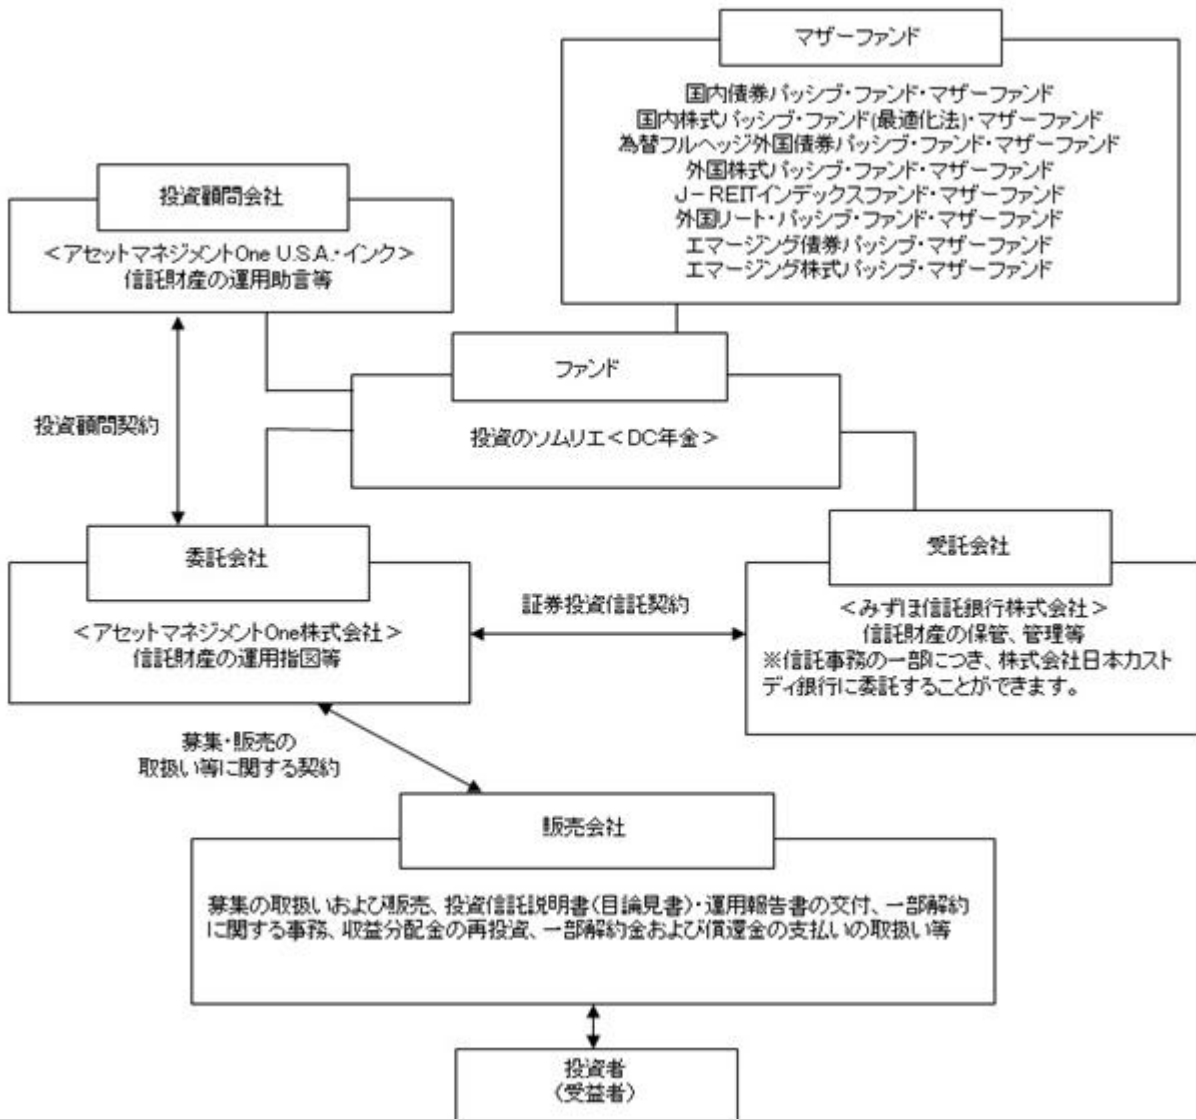 マザーファンド
国内債券パッシブ・ファンド・マザーファンド
国内株式パッシブ・ファンド(最適化法)・マザーファンド
為替フルヘッジ外国債券パッシブ・ファンド・マザーファンド
外国株式パッシブ・ファンド・マザーファンド
J－REITインデックスファンド・マザーファンド
外国リート・パッシブ・ファンド・マザーファンド
エマージング債券パッシブ・マザーファンド
エマージング株式パッシブ・マザーファンド
投資顧問会社
＜アセットマネジメントOne U.S.A.・インク＞
信託財産の運用助言等
ファンド
投資のソムリエ＜DC年金＞
投資顧問契約
委託会社
＜アセットマネジメントOne株式会社＞
信託財産の運用指図等
証券投資信託契約
受託会社
＜みずほ信託銀行株式会社＞
信託財産の保管、管理等
※信託事務の一部につき、株式会社日本カスト
ディ銀行に委託することができます。
募集・販売の
取扱い等に関する契約
販売会社
募集の取扱いおよび販売、投資信託説明書(目論見書)・運用報告書の交付、一部解約
に関する事務、収益分配金の再投資、一部解約金および償還金の支払いの取扱い等
投資者
（受益者）